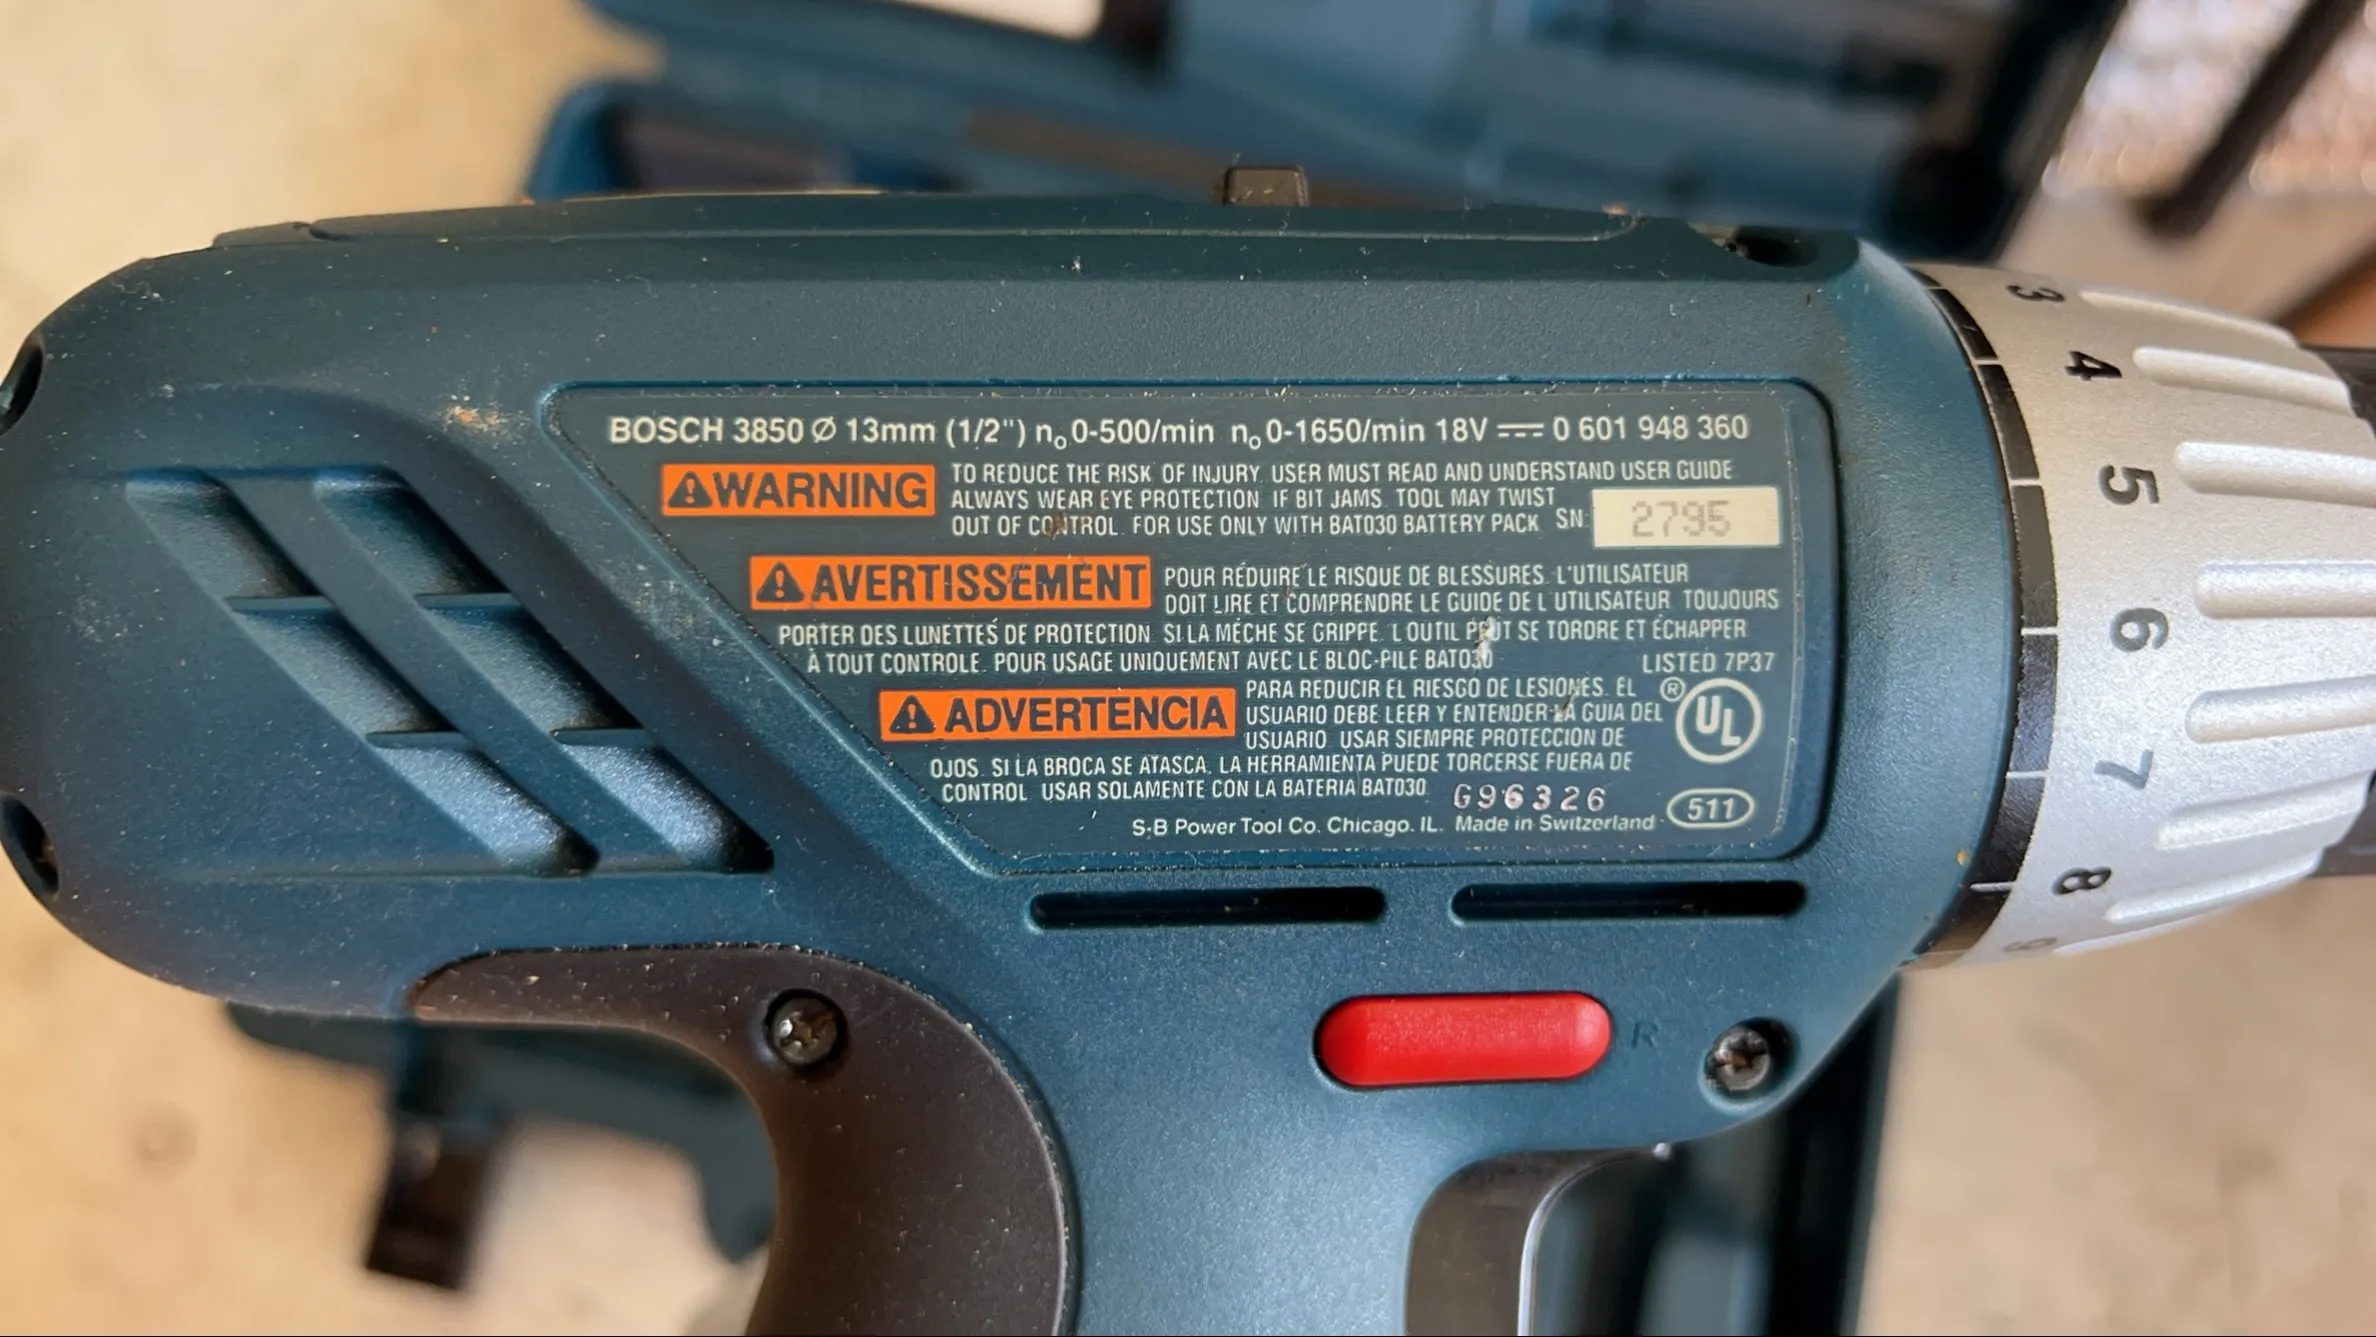 BOSCH 3850 Ø 13mm (1/2") n₀ 0-500/min n₀ 0-1650/min 18V ⎓ 0 601 948 360
⚠WARNING
TO REDUCE THE RISK OF INJURY. USER MUST READ AND UNDERSTAND USER GUIDE
ALWAYS WEAR EYE PROTECTION. IF BIT JAMS. TOOL MAY TWIST
OUT OF CONTROL. FOR USE ONLY WITH BAT030 BATTERY PACK SN: 2795
⚠AVERTISSEMENT
POUR RÉDUIRE LE RISQUE DE BLESSURES. L'UTILISATEUR
DOIT LIRE ET COMPRENDRE LE GUIDE DE L UTILISATEUR TOUJOURS
PORTER DES LUNETTES DE PROTECTION SI LA MÈCHE SE GRIPPE. L OUTIL PEUT SE TORDRE ET ÉCHAPPER
À TOUT CONTROLE. POUR USAGE UNIQUEMENT AVEC LE BLOC-PILE BAT030
LISTED 7P37
⚠ADVERTENCIA
PARA REDUCIR EL RIESGO DE LESIONES. EL
USUARIO DEBE LEER Y ENTENDER LA GUIA DEL
USUARIO USAR SIEMPRE PROTECCION DE
OJOS. SI LA BROCA SE ATASCA. LA HERRAMIENTA PUEDE TORCERSE FUERA DE
CONTROL USAR SOLAMENTE CON LA BATERIA BAT030
® UL
G96326
S-B Power Tool Co. Chicago. IL. Made in Switzerland 511
3
4
5
6
7
8
9
R